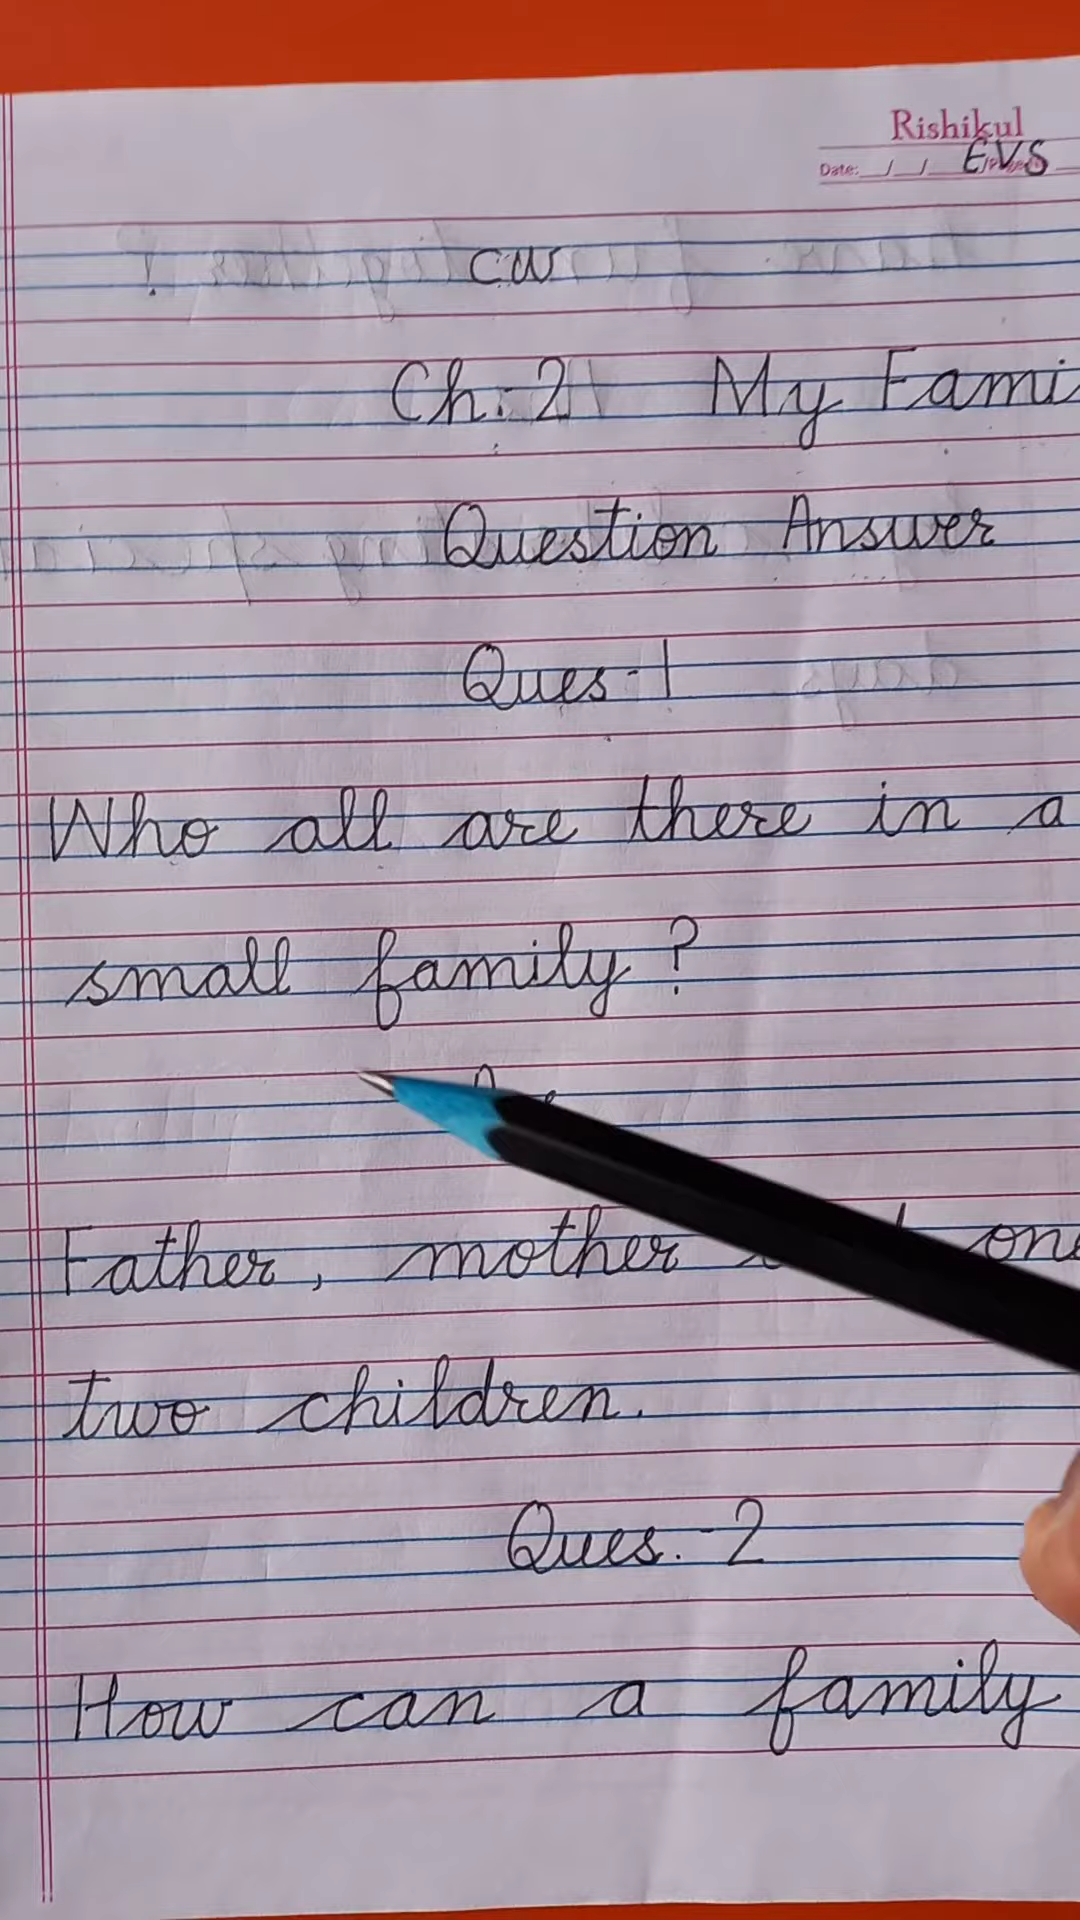 Rishikul
Date: / / EVS
CW
Ch:-2 My Fami
Question Answer
Ques-1
Who all are there in a
small family ?
Father, mother one
two children.
Ques.-2
How can a family